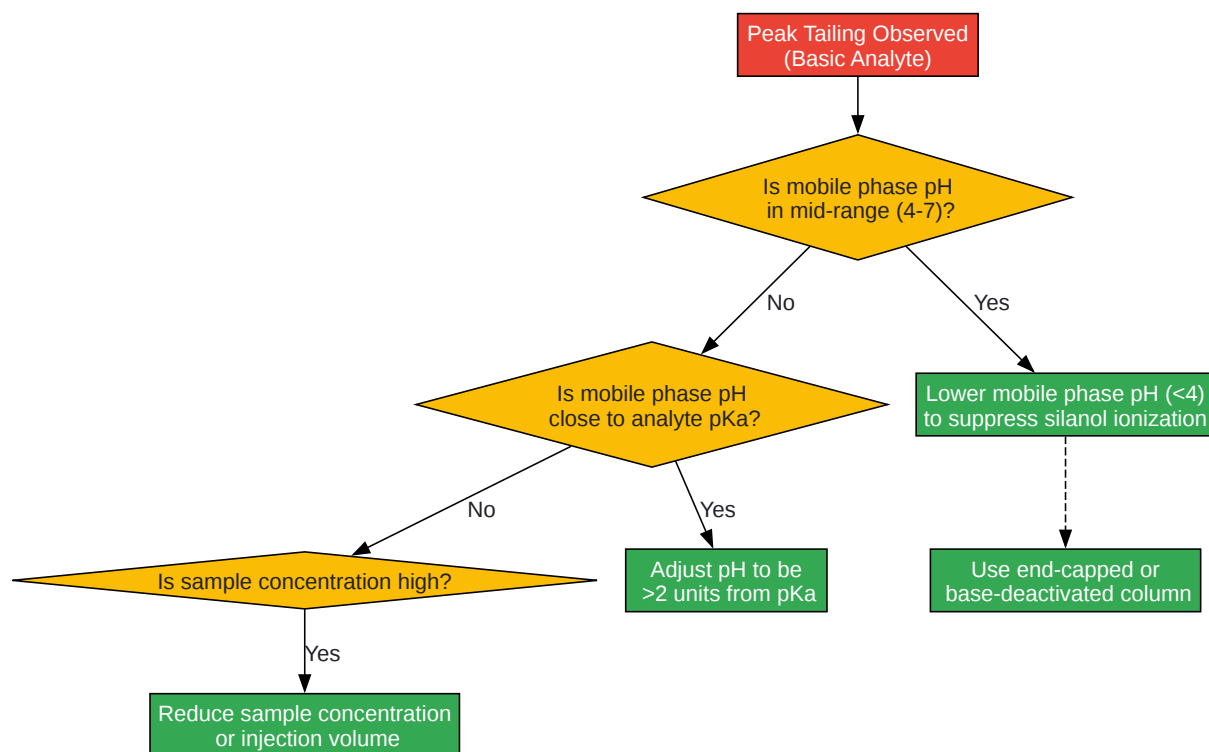 Peak Tailing Observed
(Basic Analyte)
Is mobile phase pH
in mid-range (4-7)?
No
Yes
Is mobile phase pH
close to analyte pKa?
Lower mobile phase pH (<4)
to suppress silanol ionization
No
Yes
Is sample concentration high?
Adjust pH to be
>2 units from pKa
Use end-capped or
base-deactivated column
Yes
Reduce sample concentration
or injection volume